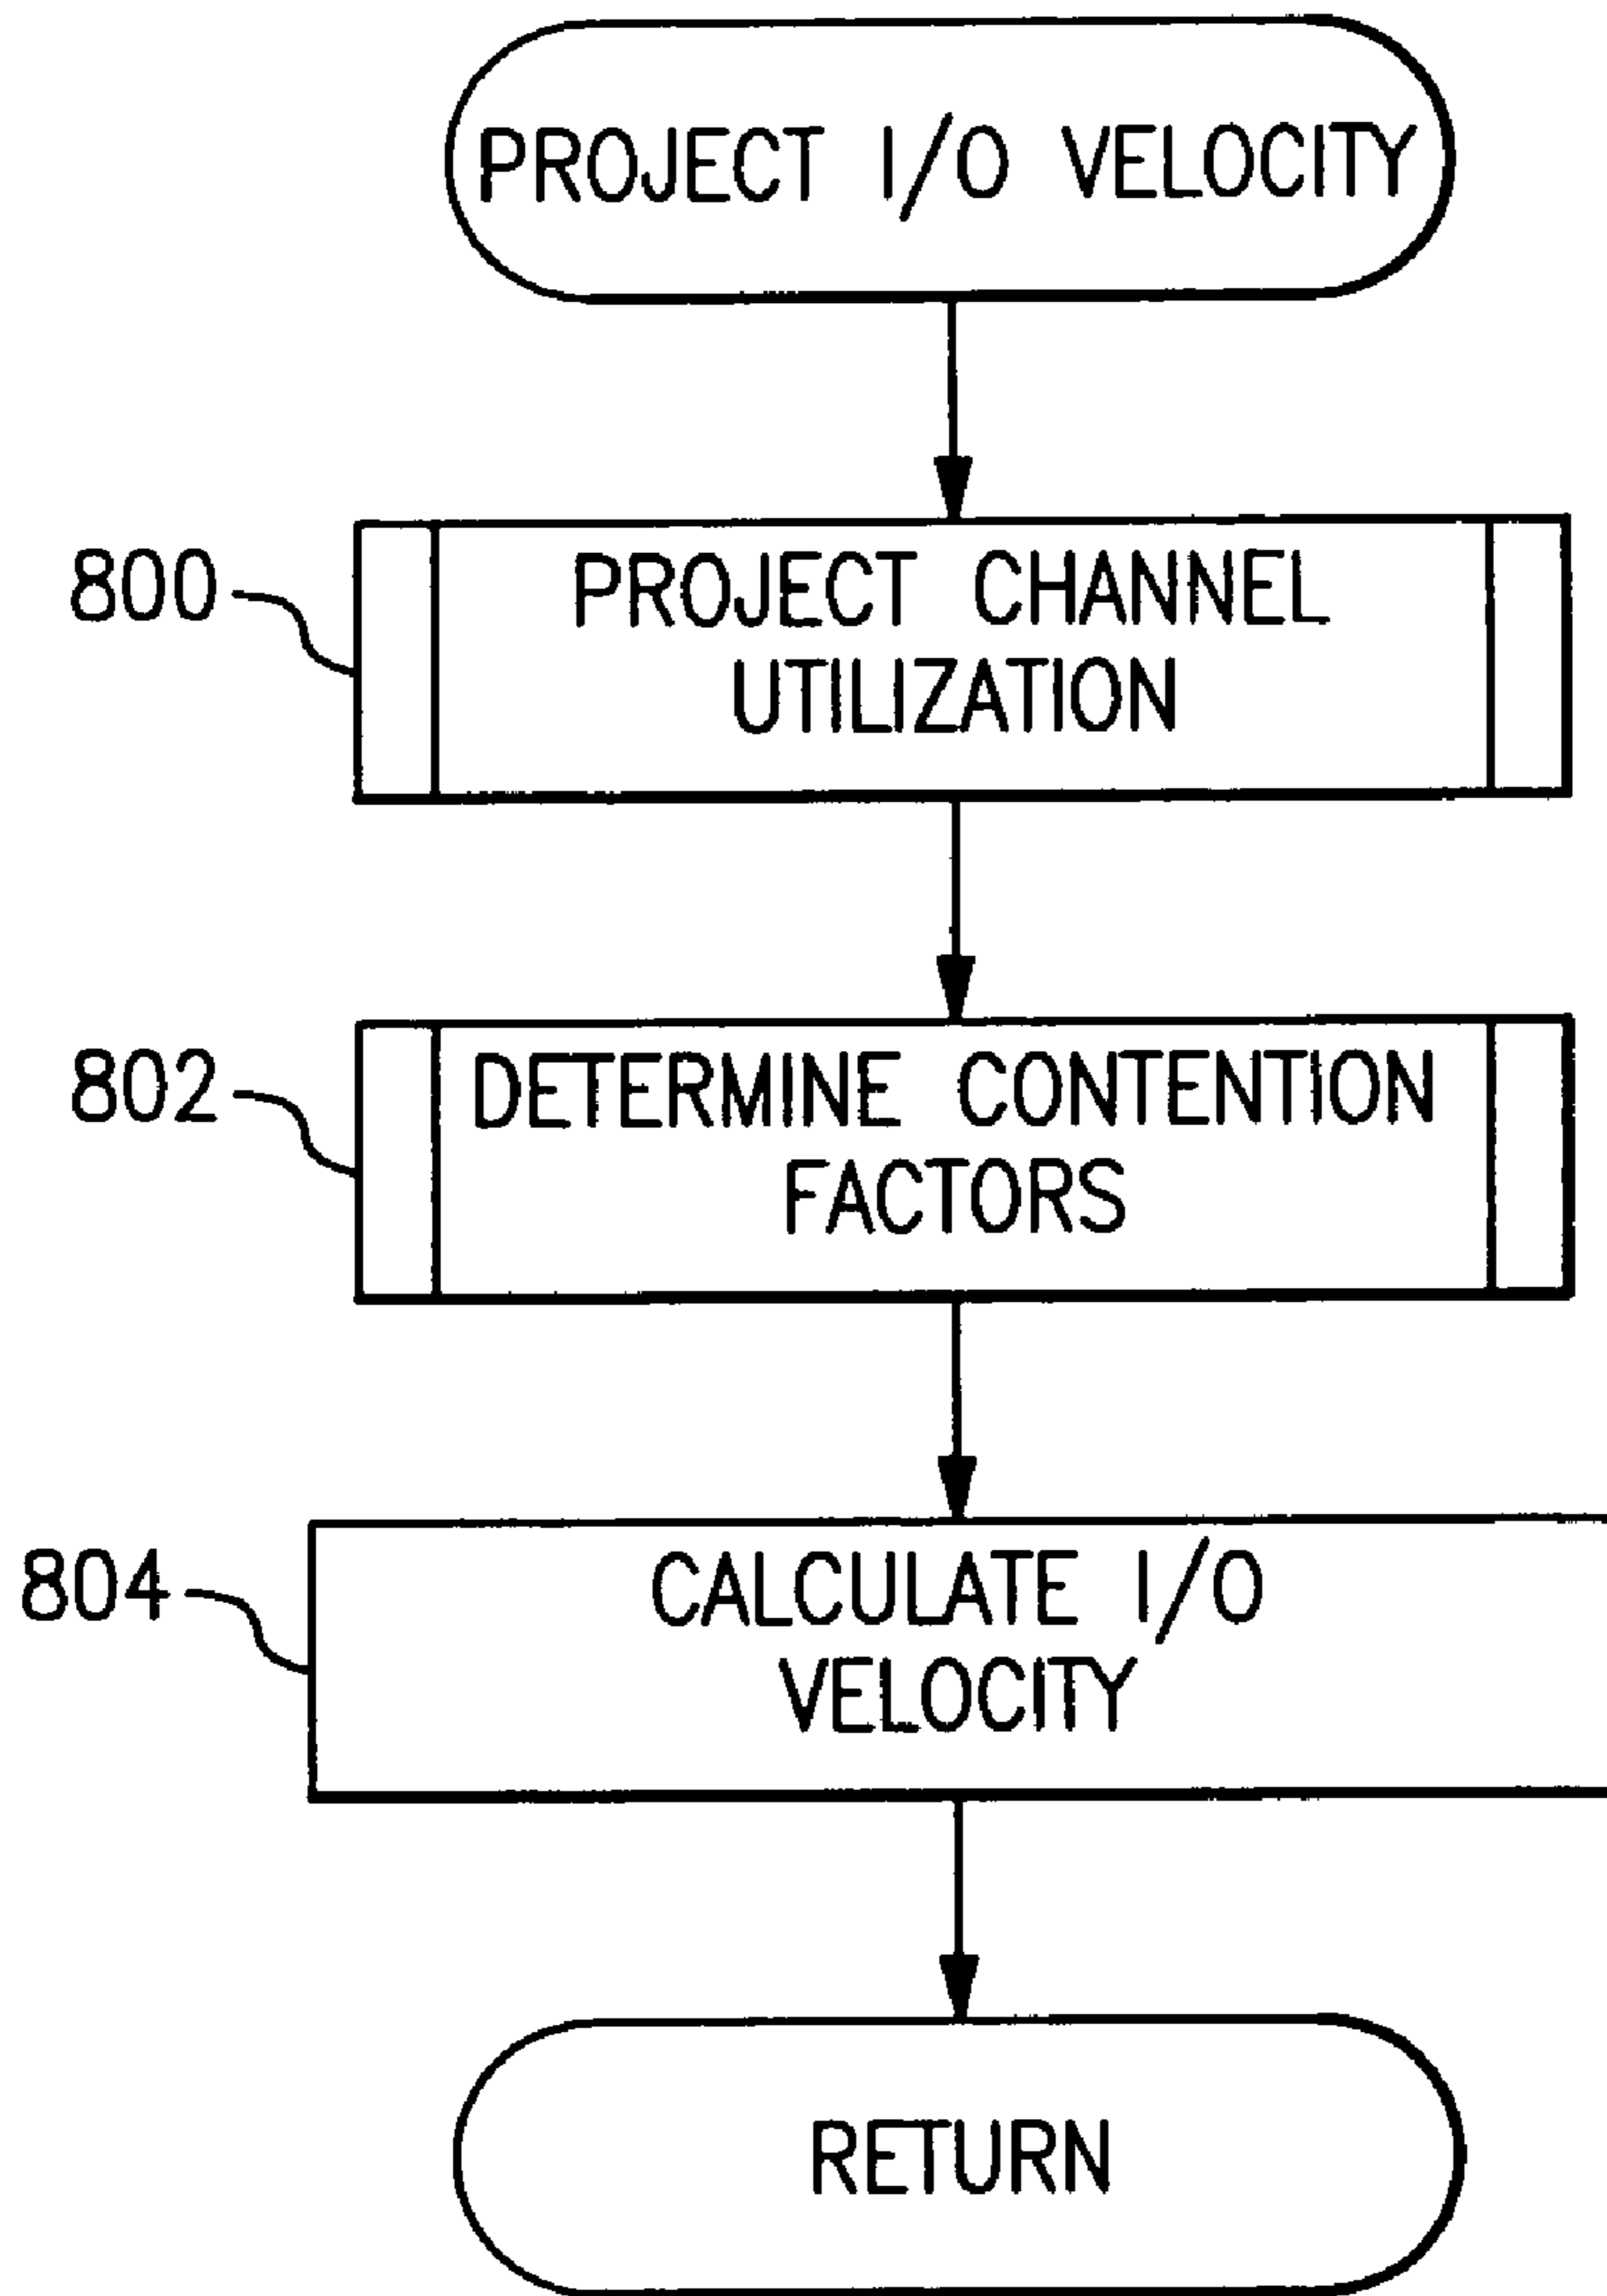 PROJECT I/O VELOCITY
800
PROJECT CHANNEL
UTILIZATION
802
DETERMINE CONTENTION
FACTORS
804
CALCULATE I/O
VELOCITY
RETURN